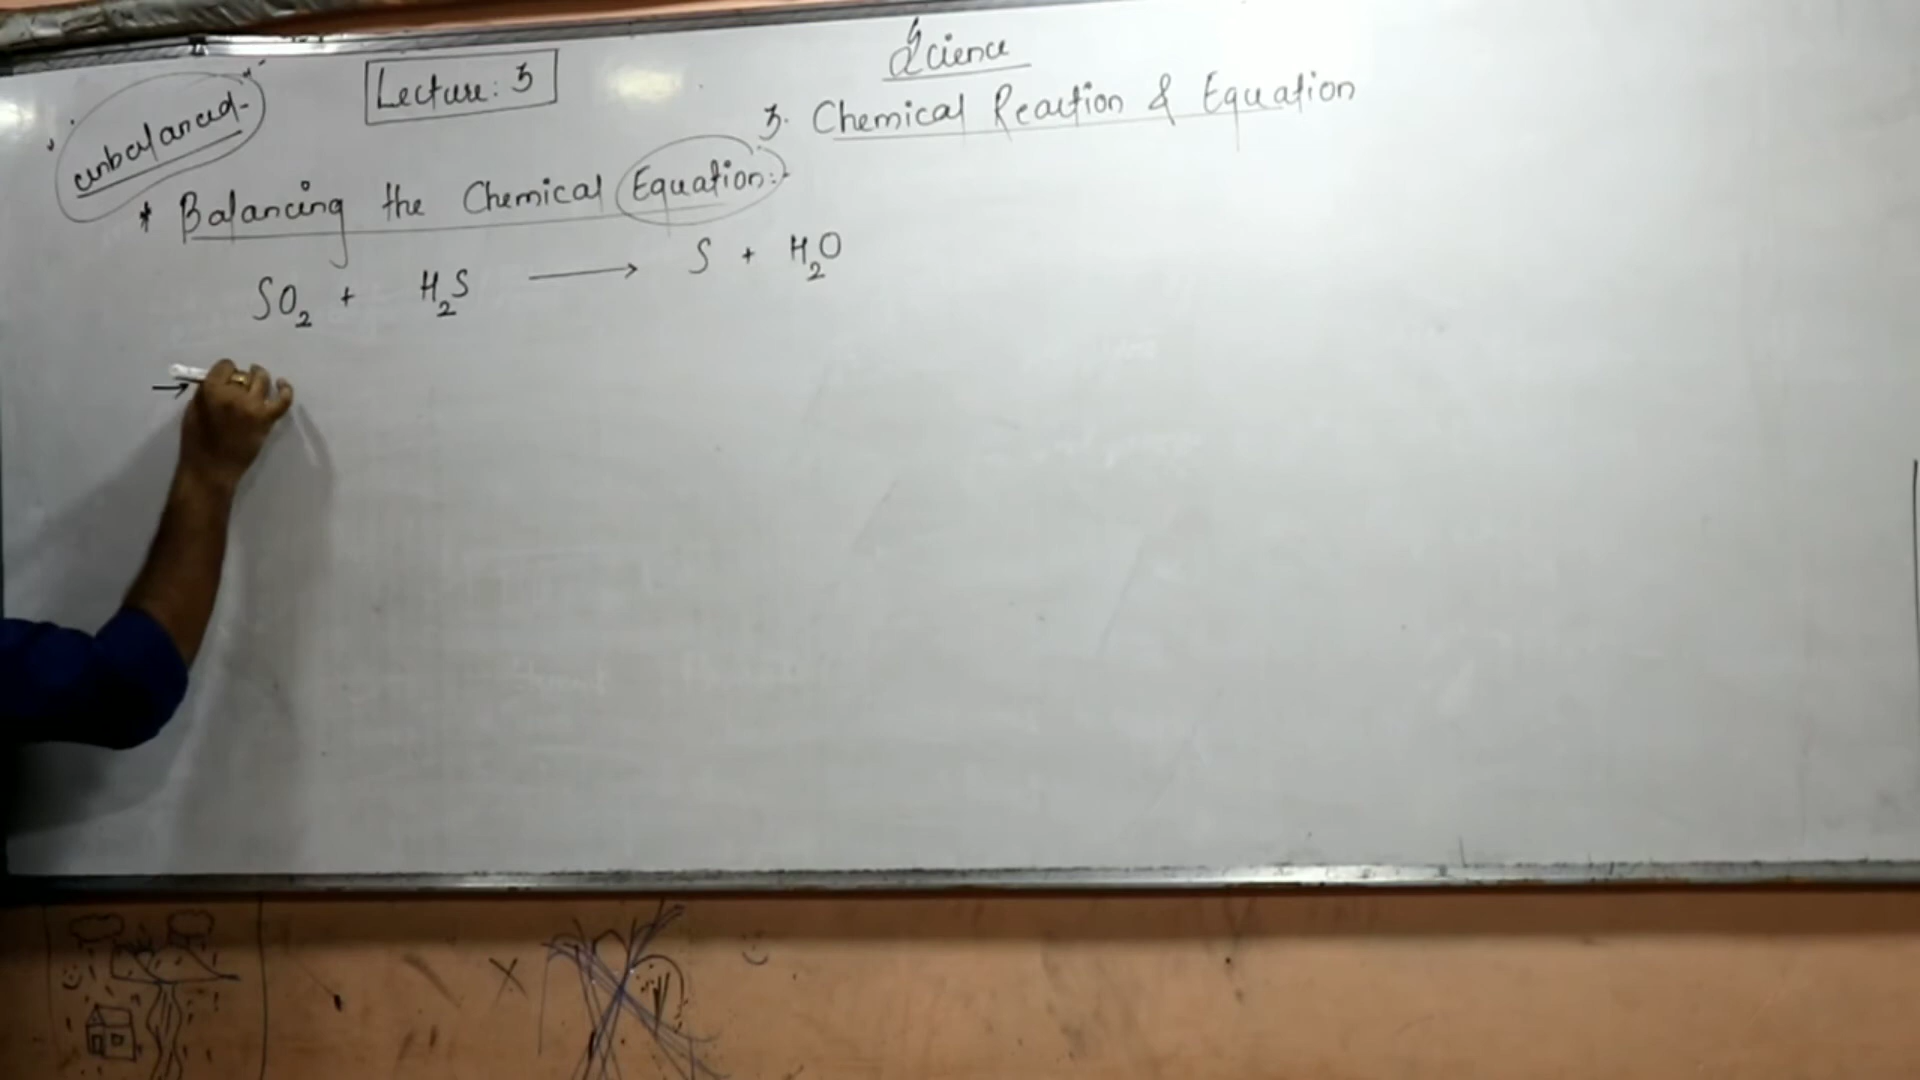 Science
Lecture: 3
3. Chemical Reaction & Equation
unbalanced
* Balancing the Chemical Equation:-
SO₂ + H₂S ⟶ S + H₂O
→